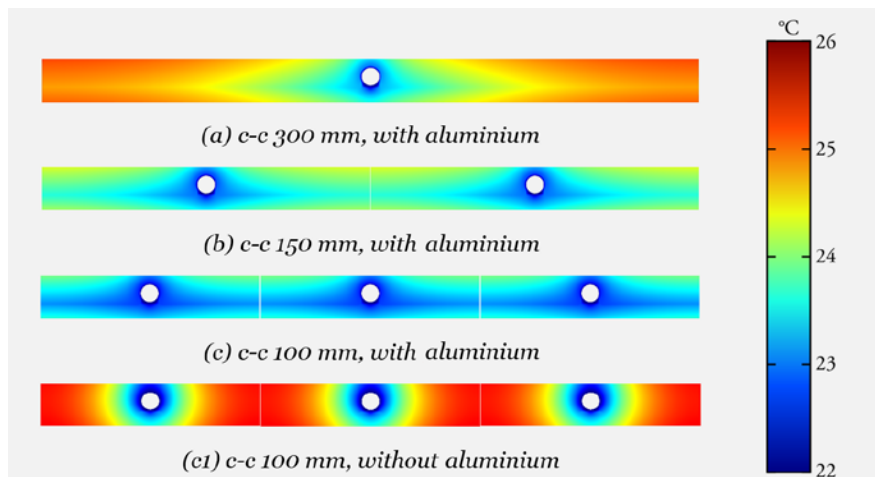 °C
26
(a) c-c 300 mm, with aluminium
25
(b) c-c 150 mm, with aluminium
24
(c) c-c 100 mm, with aluminium
23
(c1) c-c 100 mm, without aluminium
22